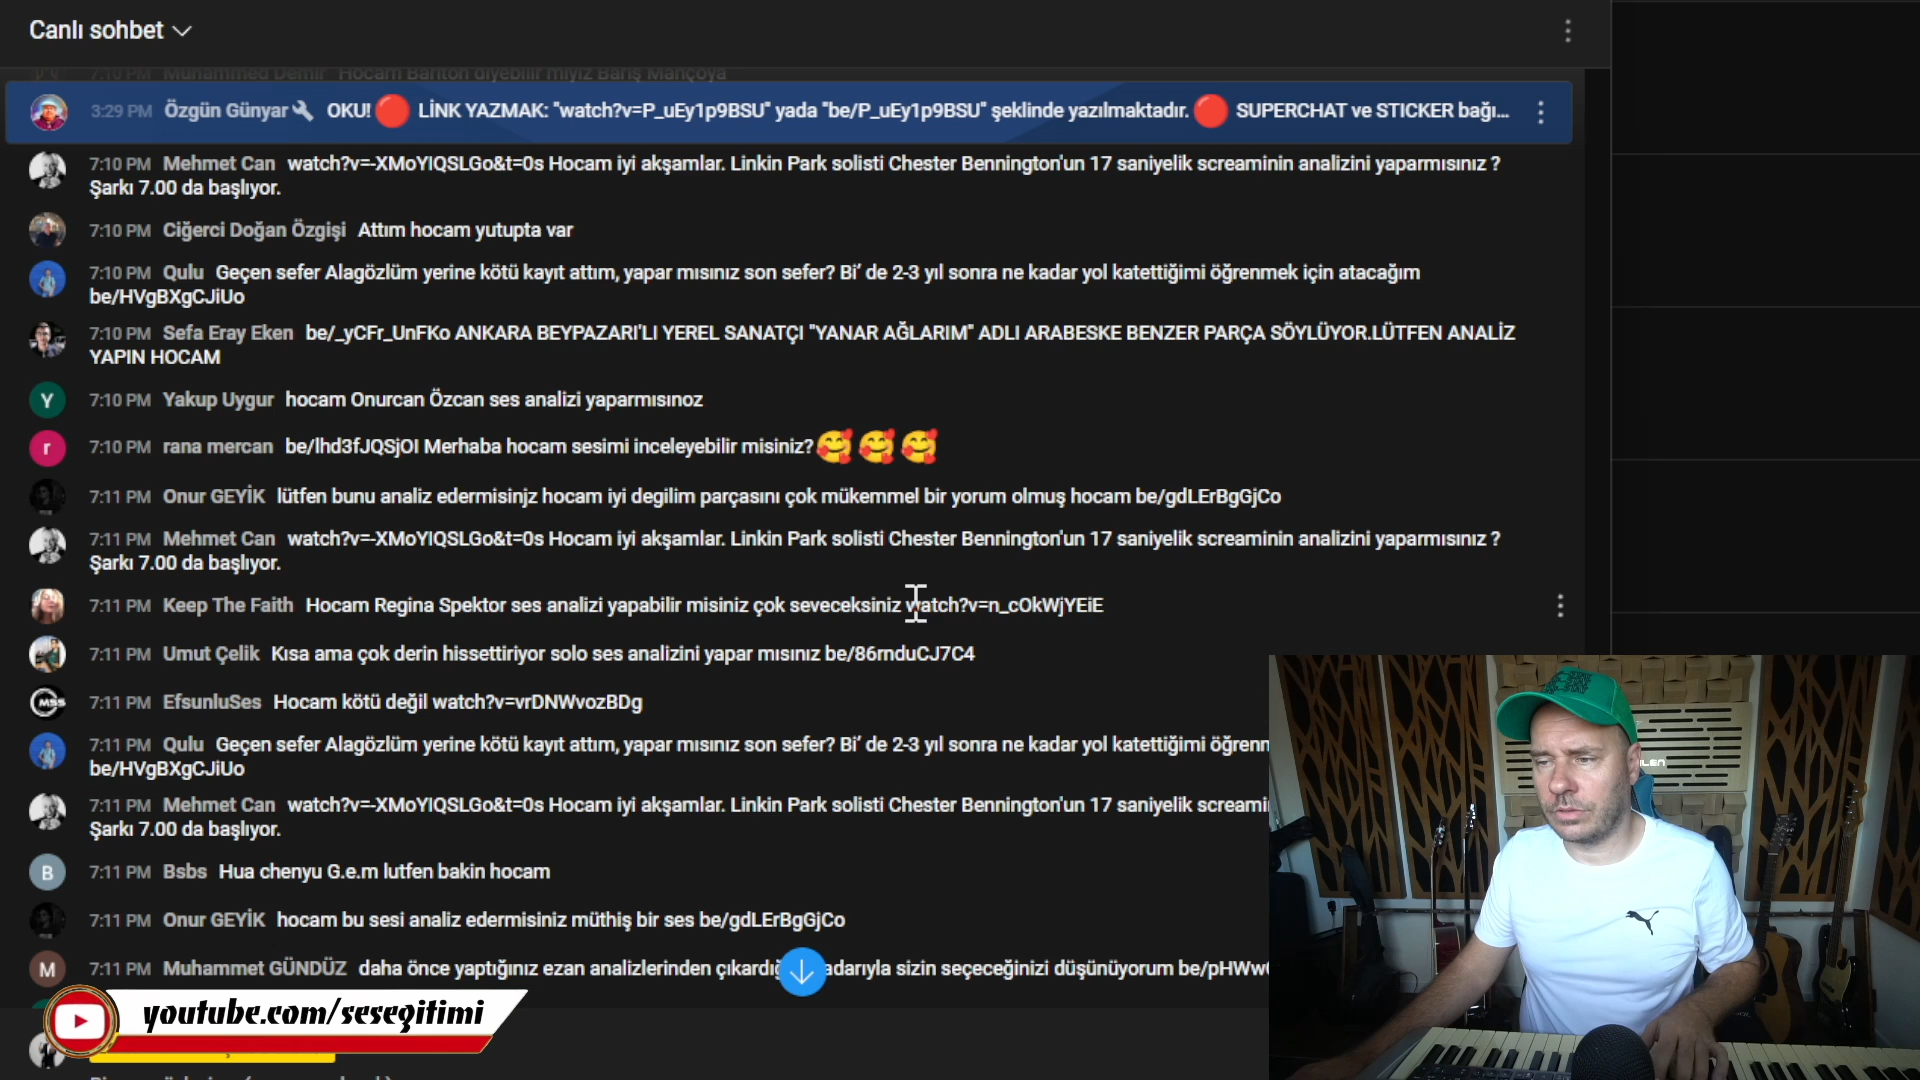 Canlı sohbet
7:10 PM Muhammed Demir Hocam Bariton diyebilir miyiz Barış Mançoya
3:29 PM Özgün Günyar OKU! LİNK YAZMAK: "watch?v=P_uEy1p9BSU" yada "be/P_uEy1p9BSU" şeklinde yazılmaktadır. SUPERCHAT ve STICKER bağı...
7:10 PM Mehmet Can watch?v=-XMoYIQSLGo&t=0s Hocam iyi akşamlar. Linkin Park solisti Chester Bennington'un 17 saniyelik screaminin analizini yaparmısınız ?
Şarkı 7.00 da başlıyor.
7:10 PM Ciğerci Doğan Özgişi Attım hocam yutupta var
7:10 PM Qulu Geçen sefer Alagözlüm yerine kötü kayıt attım, yapar mısınız son sefer? Bi’ de 2-3 yıl sonra ne kadar yol katettiğimi öğrenmek için atacağım
be/HVgBXgCJiUo
7:10 PM Sefa Eray Eken be/_yCFr_UnFKo ANKARA BEYPAZARI'LI YEREL SANATÇI "YANAR AĞLARIM" ADLI ARABESKE BENZER PARÇA SÖYLÜYOR.LÜTFEN ANALİZ
YAPIN HOCAM
Y 7:10 PM Yakup Uygur hocam Onurcan Özcan ses analizi yaparmısınoz
r 7:10 PM rana mercan be/lhd3fJQSjOI Merhaba hocam sesimi inceleyebilir misiniz?
7:11 PM Onur GEYİK lütfen bunu analiz edermisinjz hocam iyi degilim parçasını çok mükemmel bir yorum olmuş hocam be/gdLErBgGjCo
7:11 PM Mehmet Can watch?v=-XMoYIQSLGo&t=0s Hocam iyi akşamlar. Linkin Park solisti Chester Bennington'un 17 saniyelik screaminin analizini yaparmısınız ?
Şarkı 7.00 da başlıyor.
7:11 PM Keep The Faith Hocam Regina Spektor ses analizi yapabilir misiniz çok seveceksiniz watch?v=n_cOkWjYEiE
7:11 PM Umut Çelik Kısa ama çok derin hissettiriyor solo ses analizini yapar mısınız be/86rnduCJ7C4
MSS 7:11 PM EfsunluSes Hocam kötü değil watch?v=vrDNWvozBDg
7:11 PM Qulu Geçen sefer Alagözlüm yerine kötü kayıt attım, yapar mısınız son sefer? Bi’ de 2-3 yıl sonra ne kadar yol katettiğimi öğrenm
be/HVgBXgCJiUo
7:11 PM Mehmet Can watch?v=-XMoYIQSLGo&t=0s Hocam iyi akşamlar. Linkin Park solisti Chester Bennington'un 17 saniyelik screami
Şarkı 7.00 da başlıyor.
B 7:11 PM Bsbs Hua chenyu G.e.m lutfen bakin hocam
7:11 PM Onur GEYİK hocam bu sesi analiz edermisiniz müthiş bir ses be/gdLErBgGjCo
M 7:11 PM Muhammet GÜNDÜZ daha önce yaptığınız ezan analizlerinden çıkardığ adarıyla sizin seçeceğinizi düşünüyorum be/pHWw
youtube.com/sesegitimi